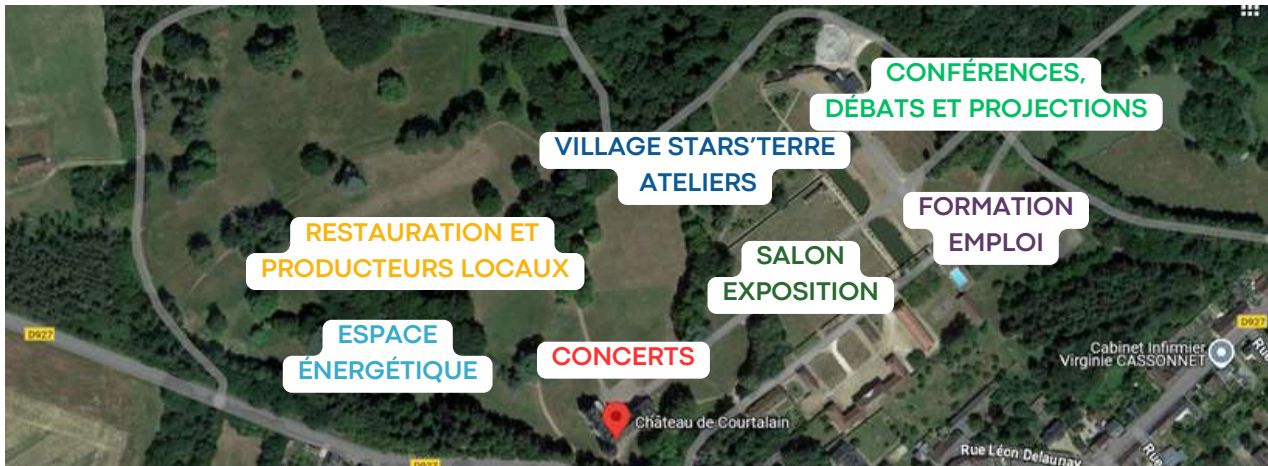 CONFÉRENCES,
DÉBATS ET PROJECTIONS
VILLAGE STARS’TERRE
ATELIERS
FORMATION
EMPLOI
RESTAURATION ET
PRODUCTEURS LOCAUX
SALON
EXPOSITION
ESPACE
ÉNERGÉTIQUE
CONCERTS
D927
D927
Cabinet Infirmier
Virginie CASSONNET
Château de Courtalain
Rue Léon Delaunay
D927